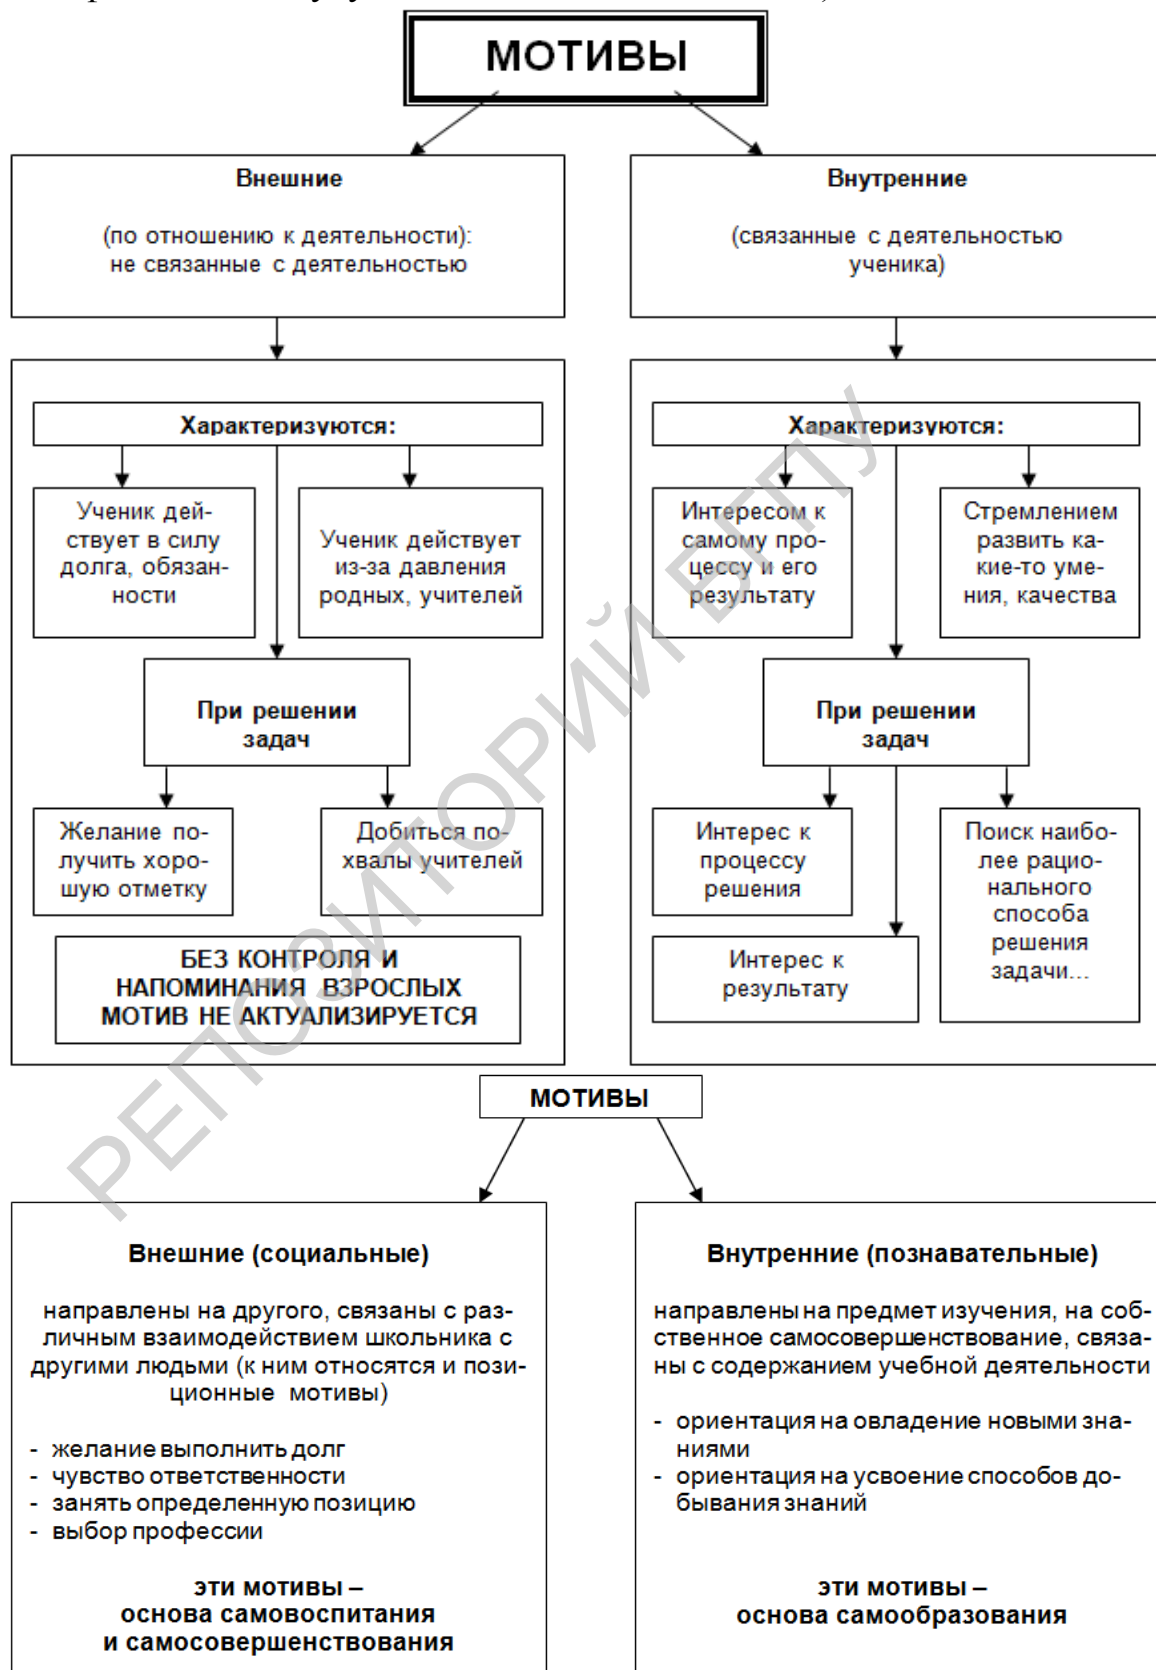 МОТИВЫ
Внешние
(по отношению к деятельности):
не связанные с деятельностью
Внутренние
(связанные с деятельностью
ученика)
Характеризуются:
Ученик дей-
ствует в силу
долга, обязан-
ности
Ученик действует
из-за давления
родных, учителей
При решении
задач
Желание по-
лучить хоро-
шую отметку
Добиться по-
хвалы учителей
БЕЗ КОНТРОЛЯ И
НАПОМИНАНИЯ ВЗРОСЛЫХ
МОТИВ НЕ АКТУАЛИЗИРУЕТСЯ
Характеризуются:
Интересом к
самому про-
цессу и его
результату
Стремлением
развить ка-
кие-то уме-
ния, качества
При решении
задач
Интерес к
процессу
решения
Интерес к
результату
Поиск наибо-
лее рацио-
нального
способа
решения
задачи...
РЕПОЗИТОРИЙ БГПУ
МОТИВЫ
Внешние (социальные)
направлены на другого, связаны с раз-
личным взаимодействием школьника с
другими людьми (к ним относятся и пози-
ционные мотивы)
- желание выполнить долг
- чувство ответственности
- занять определенную позицию
- выбор профессии
эти мотивы –
основа самовоспитания
и самосовершенствования
Внутренние (познавательные)
направлены на предмет изучения, на соб-
ственное самосовершенствование, связа-
ны с содержанием учебной деятельности
- ориентация на овладение новыми зна-
ниями
- ориентация на усвоение способов до-
бывания знаний
эти мотивы –
основа самообразования